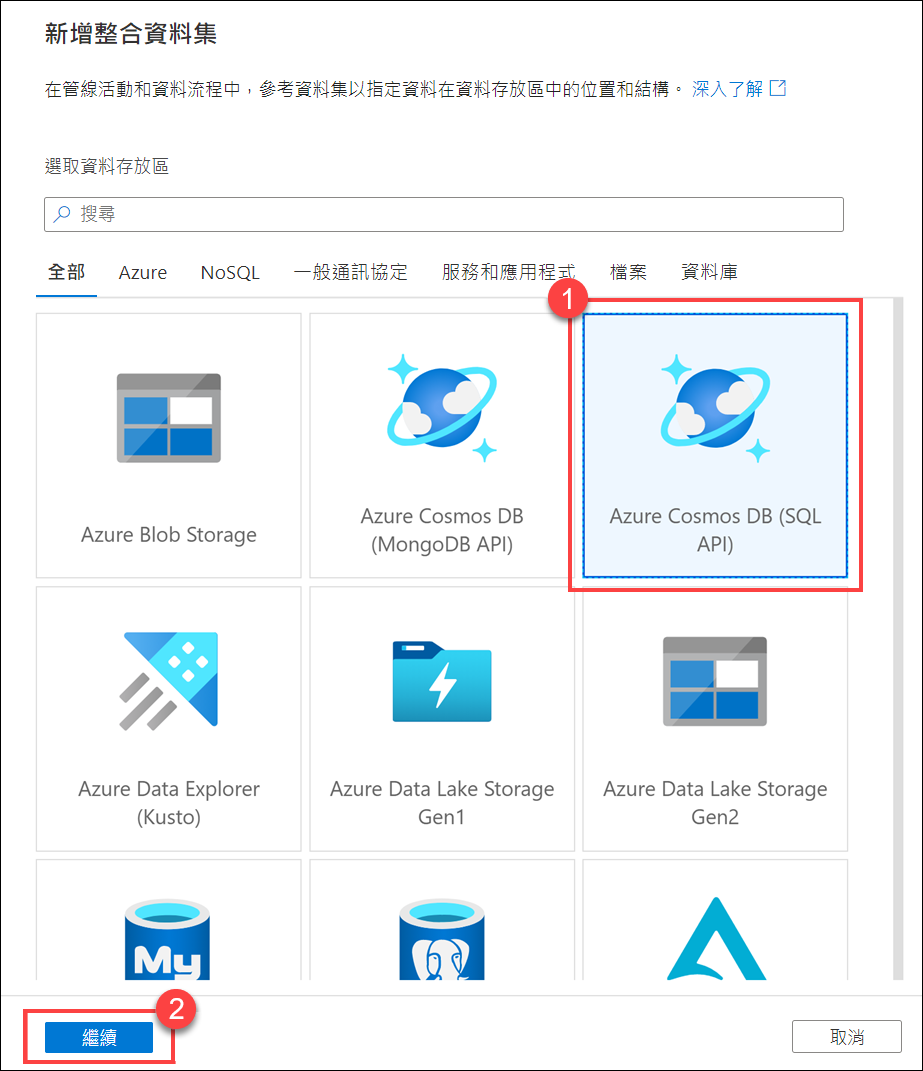 新增整合資料集
在管線活動和資料流程中，參考資料集以指定資料在資料存放區中的位置和結構。 深入了解
選取資料存放區
搜尋
全部 Azure NoSQL 一般通訊協定 服務和應用程式 檔案 資料庫
1
Azure Blob Storage
Azure Cosmos DB
(MongoDB API)
Azure Cosmos DB (SQL
API)
Azure Data Explorer
(Kusto)
Azure Data Lake Storage
Gen1
Azure Data Lake Storage
Gen2
My
2
繼續
取消